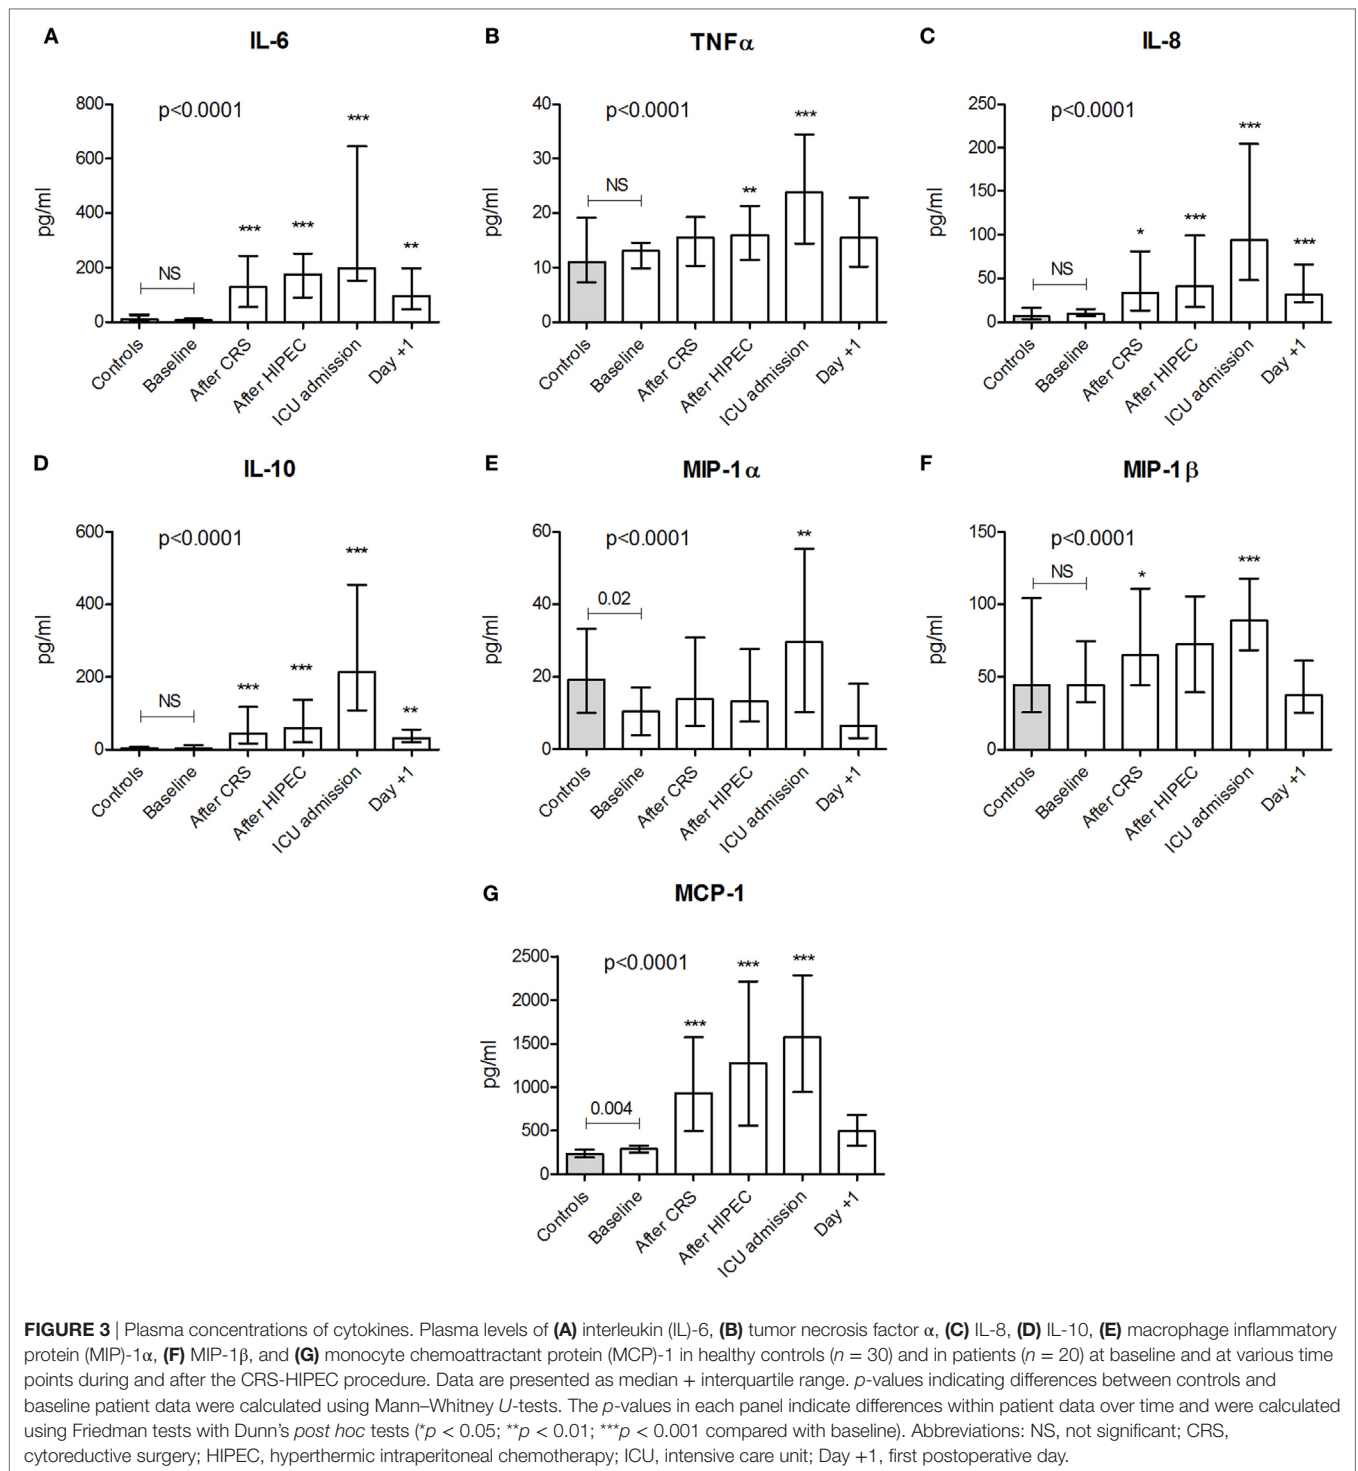 A IL-6
p<0.0001
pg/ml
800
600
400
200
0
NS
***
***
***
**
Controls
Baseline
After CRS
After HIPEC
ICU admission
Day +1
B TNFα
p<0.0001
pg/ml
40
30
20
10
0
NS
**
***
Controls
Baseline
After CRS
After HIPEC
ICU admission
Day +1
C IL-8
p<0.0001
pg/ml
250
200
150
100
50
0
NS
*
***
***
***
Controls
Baseline
After CRS
After HIPEC
ICU admission
Day +1
D IL-10
p<0.0001
pg/ml
600
400
200
0
NS
***
***
***
**
Controls
Baseline
After CRS
After HIPEC
ICU admission
Day +1
E MIP-1α
p<0.0001
pg/ml
60
40
20
0
0.02
**
Controls
Baseline
After CRS
After HIPEC
ICU admission
Day +1
F MIP-1β
p<0.0001
pg/ml
150
100
50
0
NS
*
***
Controls
Baseline
After CRS
After HIPEC
ICU admission
Day +1
G MCP-1
p<0.0001
pg/ml
2500
2000
1500
1000
500
0
0.004
***
***
***
Controls
Baseline
After CRS
After HIPEC
ICU admission
Day +1
FIGURE 3 | Plasma concentrations of cytokines. Plasma levels of (A) interleukin (IL)-6, (B) tumor necrosis factor α, (C) IL-8, (D) IL-10, (E) macrophage inflammatory
protein (MIP)-1α, (F) MIP-1β, and (G) monocyte chemoattractant protein (MCP)-1 in healthy controls (n = 30) and in patients (n = 20) at baseline and at various time
points during and after the CRS-HIPEC procedure. Data are presented as median + interquartile range. p-values indicating differences between controls and
baseline patient data were calculated using Mann–Whitney U-tests. The p-values in each panel indicate differences within patient data over time and were calculated
using Friedman tests with Dunn's post hoc tests (*p < 0.05; **p < 0.01; ***p < 0.001 compared with baseline). Abbreviations: NS, not significant; CRS,
cytoreductive surgery; HIPEC, hyperthermic intraperitoneal chemotherapy; ICU, intensive care unit; Day +1, first postoperative day.